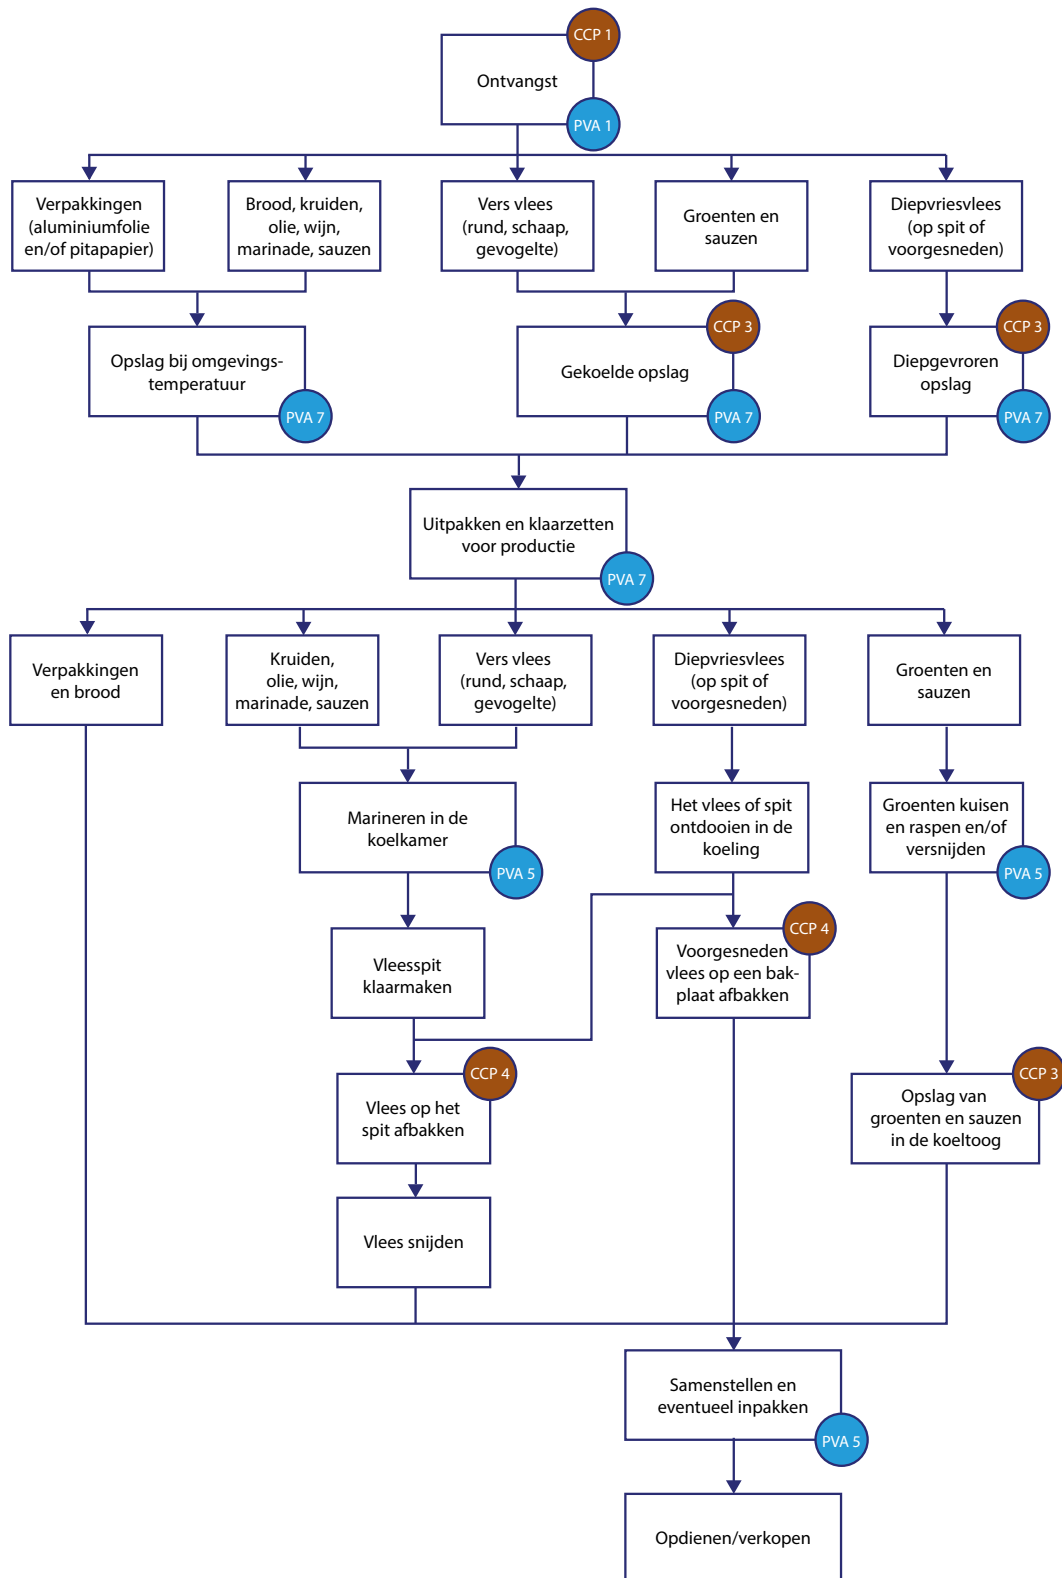 CCP 1
Ontvangst
PVA 1
Verpakkingen
(aluminiumfolie
en/of pitapapier)
Brood, kruiden,
olie, wijn,
marinade, sauzen
Vers vlees
(rund, schaap,
gevogelte)
Groenten en
sauzen
Diepvriesvlees
(op spit of
voorgesneden)
Opslag bij omgevings-
temperatuur
PVA 7
CCP 3
Gekoelde opslag
PVA 7
CCP 3
Diepgevroren
opslag
PVA 7
Uitpakken en klaarzetten
voor productie
PVA 7
Verpakkingen
en brood
Kruiden,
olie, wijn,
marinade, sauzen
Vers vlees
(rund, schaap,
gevogelte)
Diepvriesvlees
(op spit of
voorgesneden)
Groenten en
sauzen
Marineren in de
koelkamer
PVA 5
Het vlees of spit
ontdooien in de
koeling
Groenten kuisen
en raspen en/of
versnijden
PVA 5
Vleesspit
klaarmaken
CCP 4
Voorgesneden
vlees op een bak-
plaat afbakken
CCP 4
Vlees op het
spit afbakken
CCP 3
Opslag van
groenten en sauzen
in de koeltoog
Vlees snijden
Samenstellen en
eventueel inpakken
PVA 5
Opdienen/verkopen